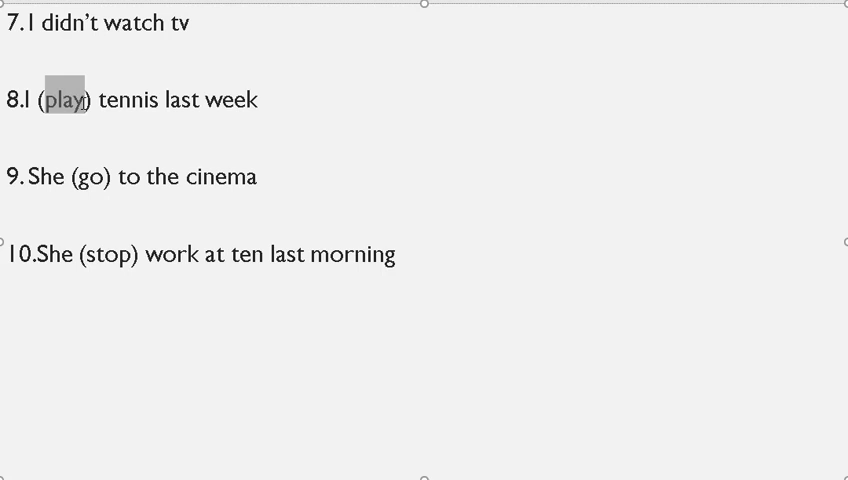 7.I didn't watch tv
8.I (play) tennis last week
9. She (go) to the cinema
10.She (stop) work at ten last morning